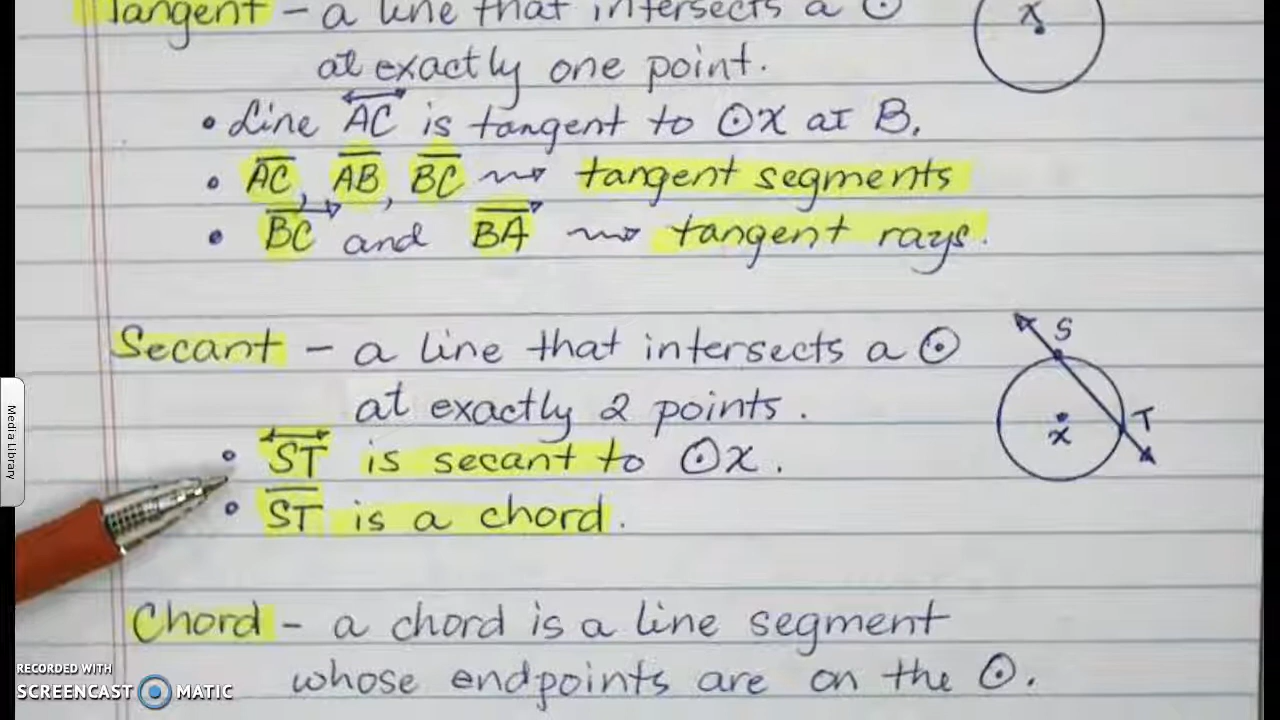 Tangent – a line that intersects a ⊙
at exactly one point.
• Line AC is tangent to ⊙X at B.
• AC, AB, BC ⇝ tangent segments
• BC and BA ⇝ tangent rays.
Secant – a line that intersects a ⊙
at exactly 2 points.
• ST is secant to ⊙X.
• ST is a chord.
Chord – a chord is a line segment
whose endpoints are on the ⊙.
X
S
T
X
Media Library
RECORDED WITH
SCREENCAST MATIC